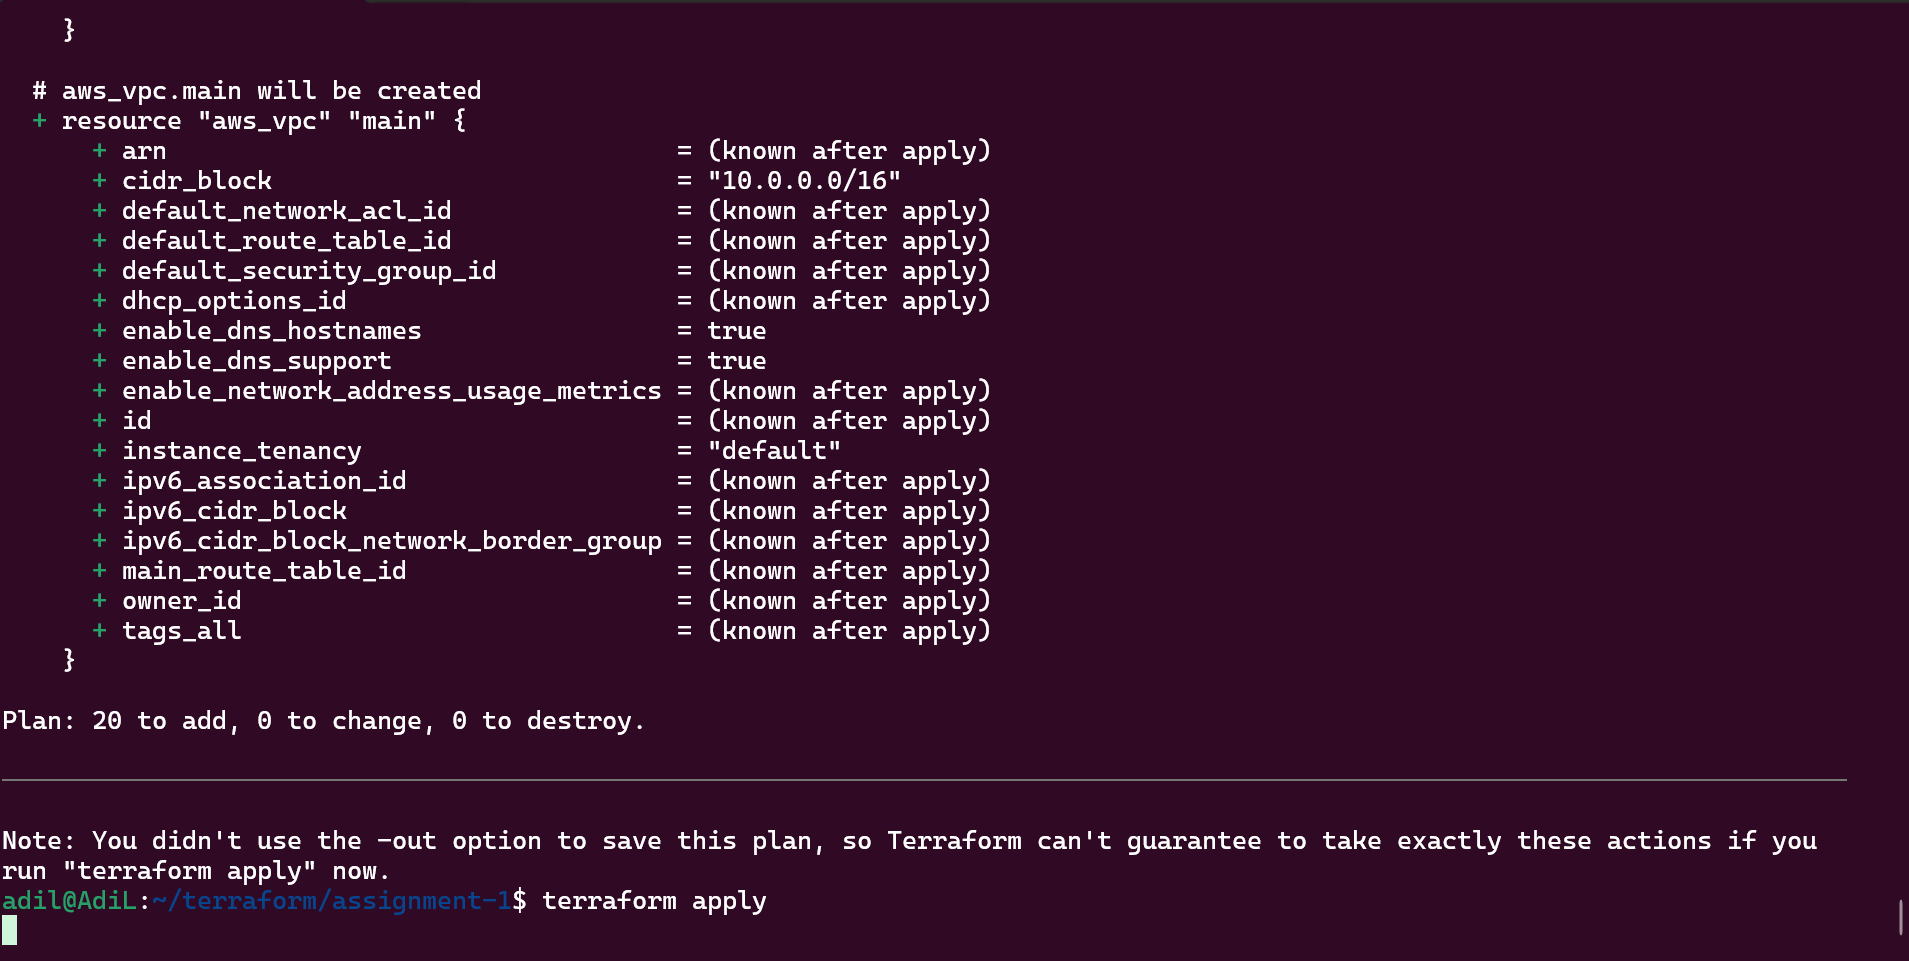 }
# aws_vpc.main will be created
+ resource "aws_vpc" "main" {
+ arn = (known after apply)
+ cidr_block = "10.0.0.0/16"
+ default_network_acl_id = (known after apply)
+ default_route_table_id = (known after apply)
+ default_security_group_id = (known after apply)
+ dhcp_options_id = (known after apply)
+ enable_dns_hostnames = true
+ enable_dns_support = true
+ enable_network_address_usage_metrics = (known after apply)
+ id = (known after apply)
+ instance_tenancy = "default"
+ ipv6_association_id = (known after apply)
+ ipv6_cidr_block = (known after apply)
+ ipv6_cidr_block_network_border_group = (known after apply)
+ main_route_table_id = (known after apply)
+ owner_id = (known after apply)
+ tags_all = (known after apply)
}
Plan: 20 to add, 0 to change, 0 to destroy.
Note: You didn't use the -out option to save this plan, so Terraform can't guarantee to take exactly these actions if you
run "terraform apply" now.
adil@AdiL:~/terraform/assignment-1$ terraform apply